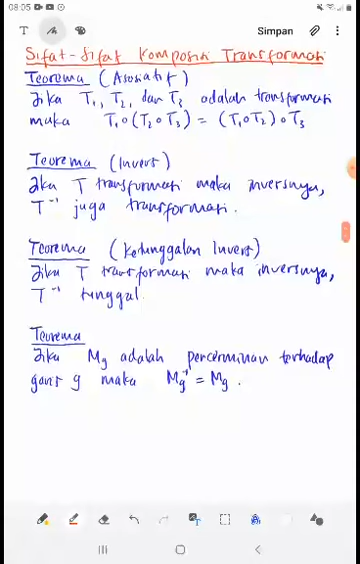 08:05
T
Simpan
Sifat-Sifat Komposisi Transformasi
Teorema (Asosiatif)
Jika T₁, T₂, dan T₃ adalah transformasi
maka T₁∘(T₂∘T₃) = (T₁∘T₂)∘T₃
Teorema (Invers)
Jika T transformasi maka inversnya,
T⁻¹ juga transformasi.
Teorema (Ketunggalan Invers)
Jika T transformasi maka inversnya,
T⁻¹ tunggal.
Teorema
Jika Mg adalah pencerminan terhadap
garis g maka Mg⁻¹ = Mg.